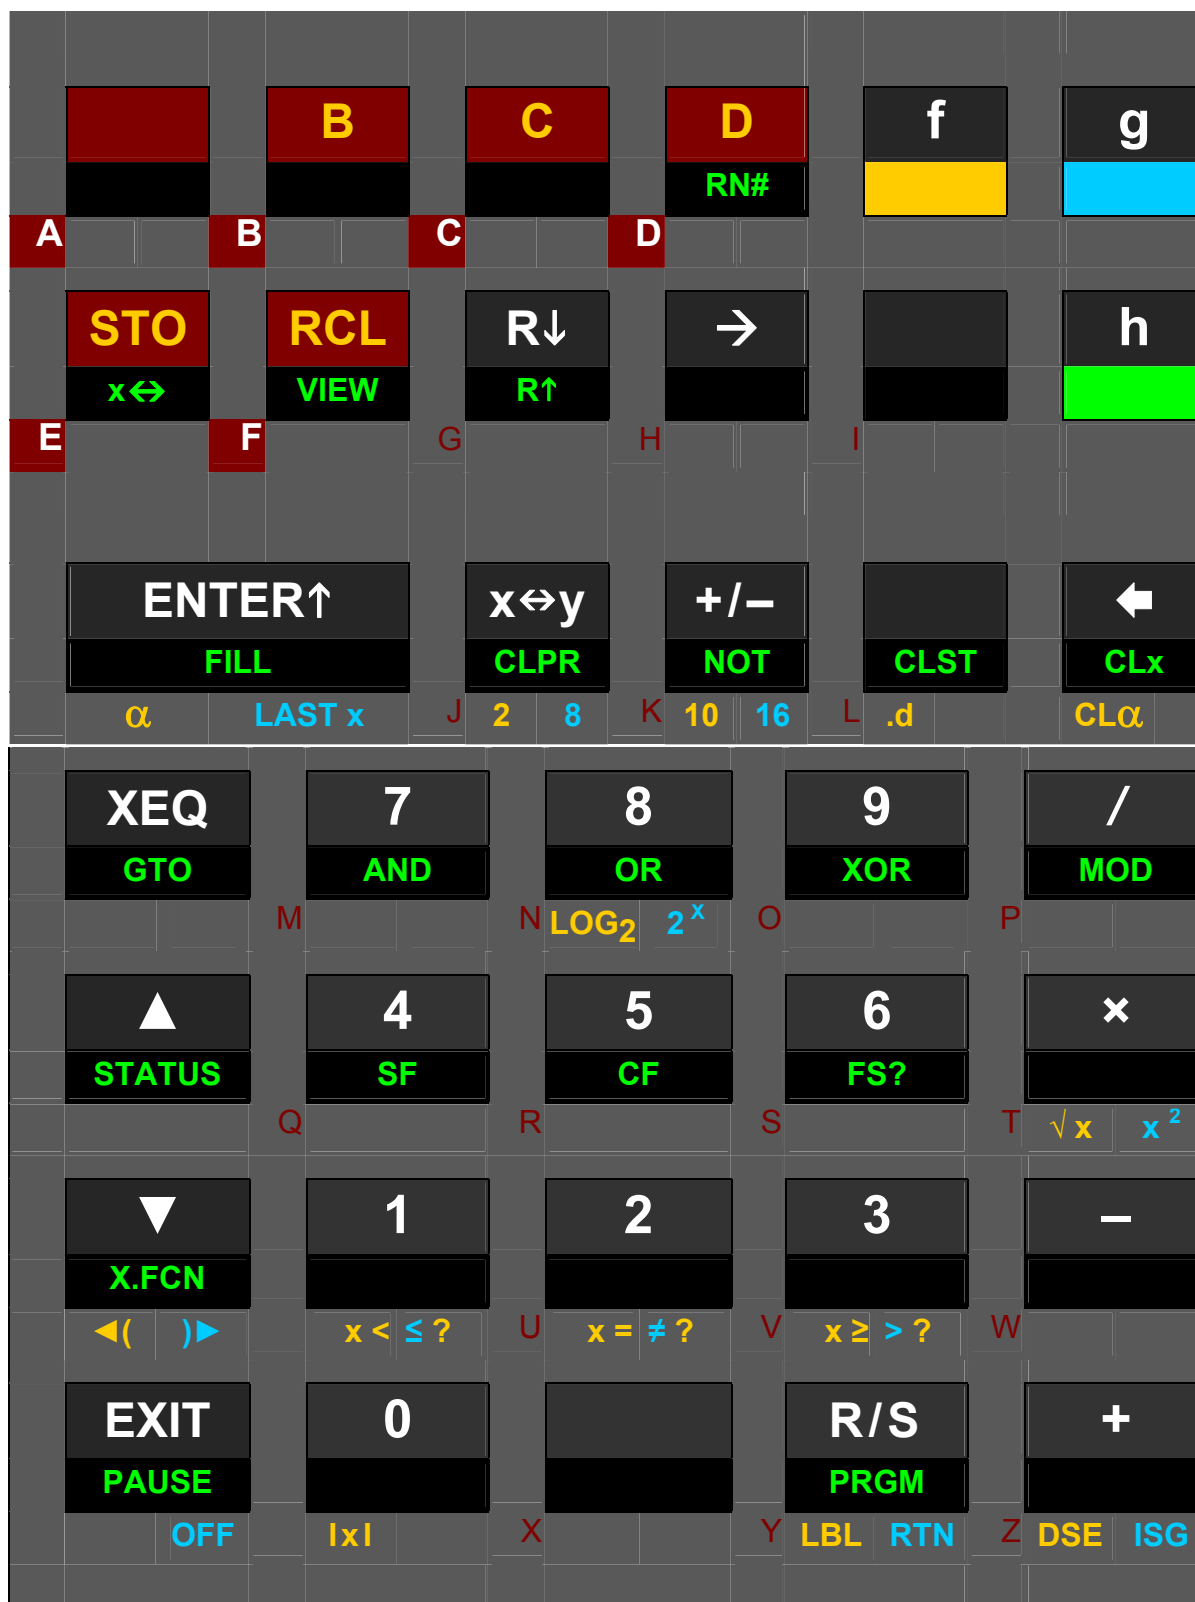 B C D f g
RN#
A B C D
STO RCL R↓ → h
x↔ VIEW R↑
E F G H I
ENTER↑ x↔y +/– 🡄
FILL CLPR NOT CLST CLx
α LAST x J 2 8 K 10 16 L .d CLα
XEQ 7 8 9 /
GTO AND OR XOR MOD
M N LOG₂ 2ˣ O P
▲ 4 5 6 ×
STATUS SF CF FS?
Q R S T √x x²
▼ 1 2 3 –
X.FCN
◄( )► x < ≤ ? U x = ≠ ? V x ≥ > ? W
EXIT 0 R/S +
PAUSE PRGM
OFF |x| X Y LBL RTN Z DSE ISG